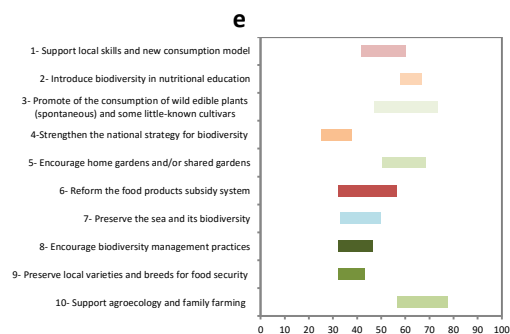 e
1- Support local skills and new consumption model
2- Introduce biodiversity in nutritional education
3- Promote of the consumption of wild edible plants
(spontaneous) and some little-known cultivars
4-Strengthen the national strategy for biodiversity
5- Encourage home gardens and/or shared gardens
6- Reform the food products subsidy system
7- Preserve the sea and its biodiversity
8- Encourage biodiversity management practices
9- Preserve local varieties and breeds for food security
10- Support agroecology and family farming
0 10 20 30 40 50 60 70 80 90 100